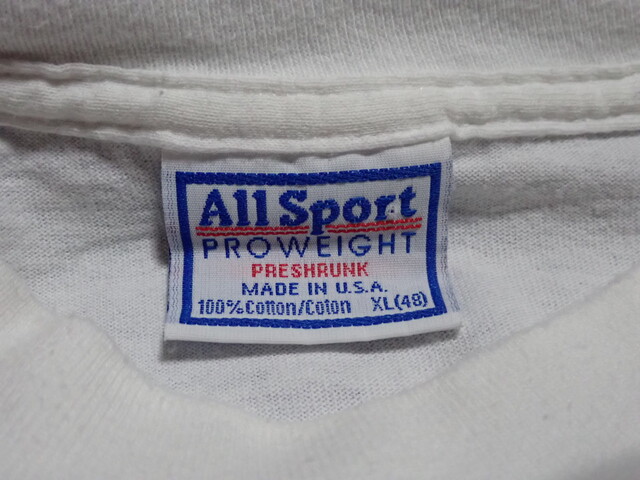 All Sport
PROWEIGHT
PRESHRUNK
MADE IN U.S.A.
100% Cotton/Coton XL(48)